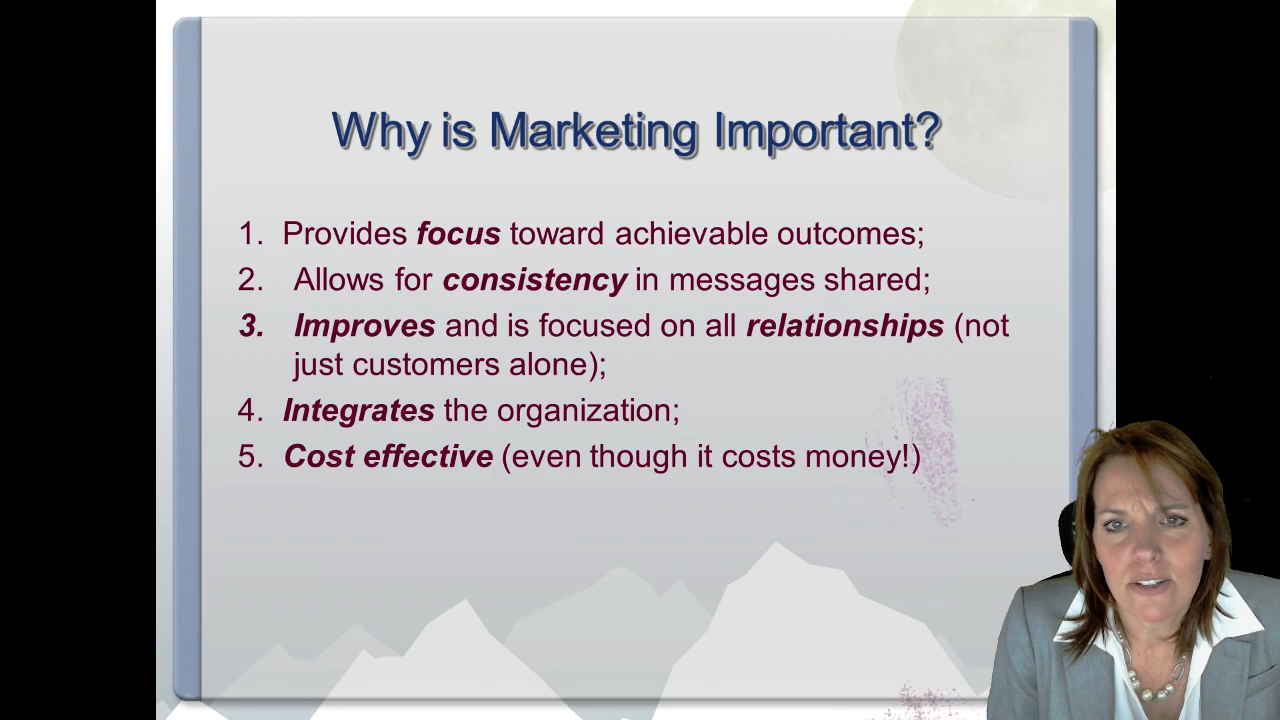 Why is Marketing Important?
1. Provides focus toward achievable outcomes;
2. Allows for consistency in messages shared;
3. Improves and is focused on all relationships (not
just customers alone);
4. Integrates the organization;
5. Cost effective (even though it costs money!)